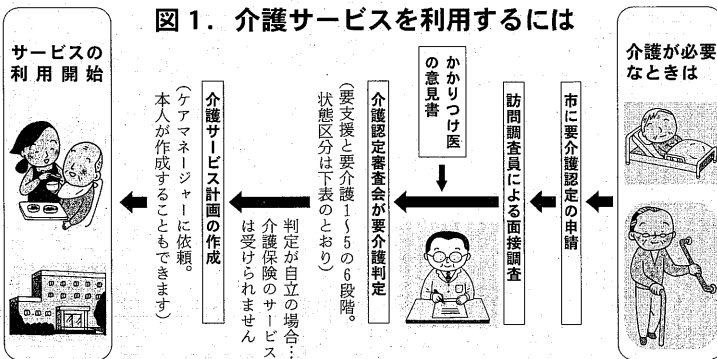 図1. 介護サービスを利用するには
介護が必要
なときは
市に要介護認定の申請
訪問調査員による面接調査
かかりつけ医
の意見書
介護認定審査会が要介護判定
(要支援と要介護1~5の6段階。
状態区分は下表のとおり)
判定が自立の場合…
介護保険のサービス
は受けられません
介護サービス計画の作成
(ケアマネージャーに依頼。
本人が作成することもできます)
サービスの
利用開始